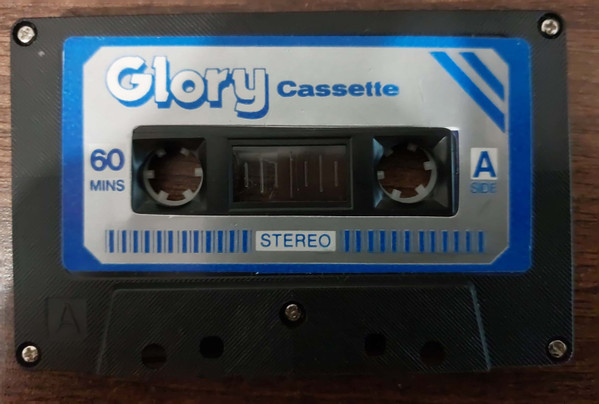 Glory Cassette
60
MINS
A
SIDE
STEREO
A